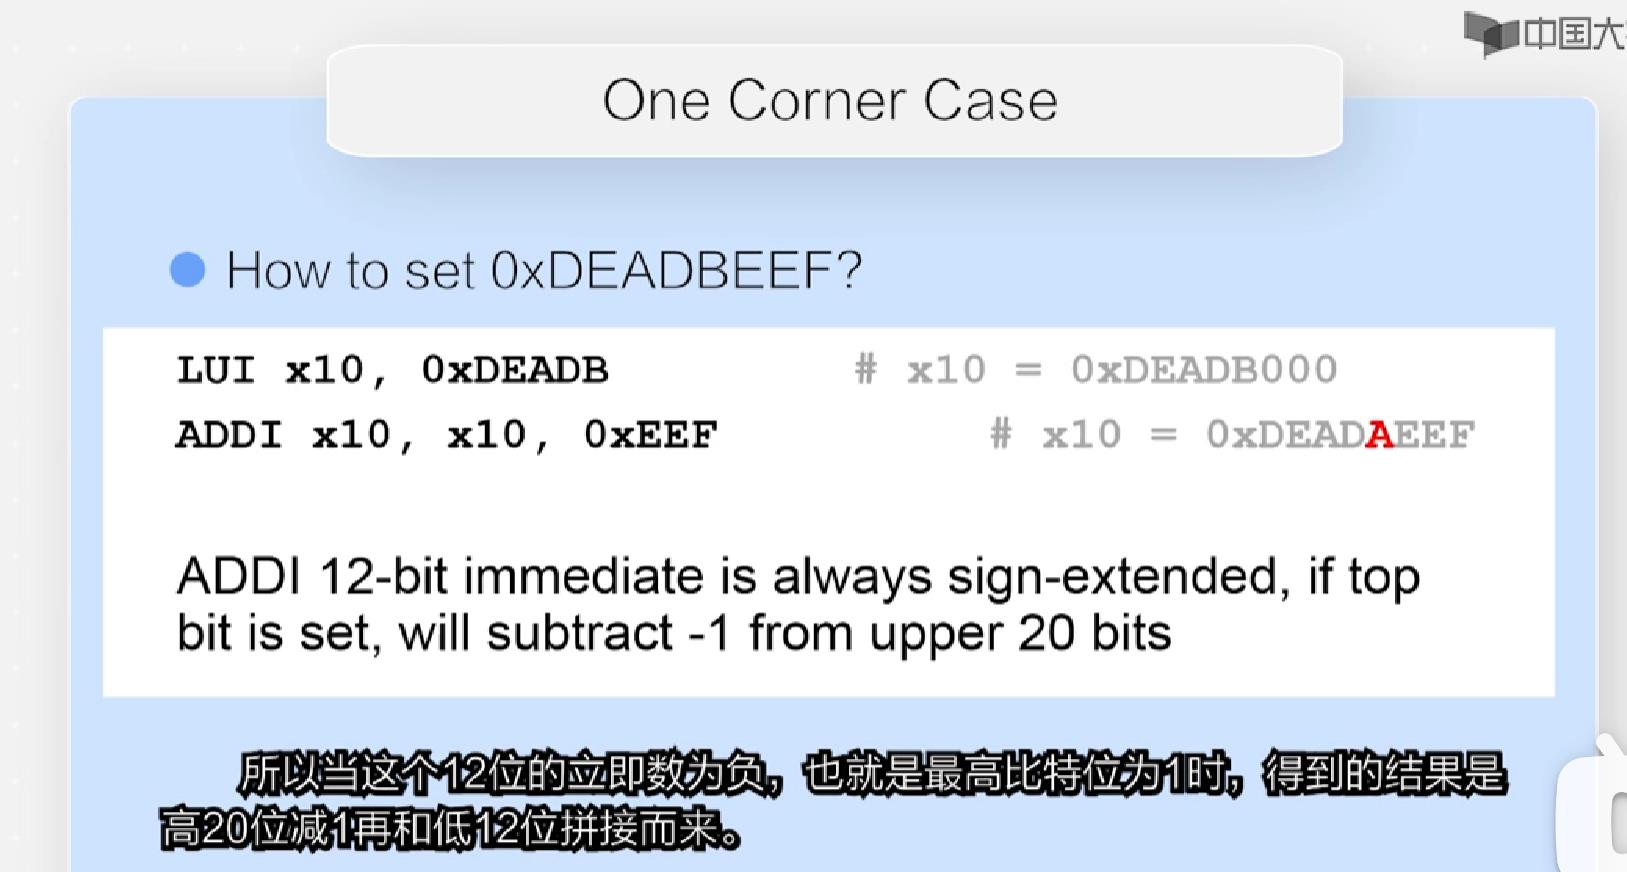 中国大
One Corner Case
How to set 0xDEADBEEF?
LUI x10, 0xDEADB # x10 = 0xDEADB000
ADDI x10, x10, 0xEEF # x10 = 0xDEADAEEF
ADDI 12-bit immediate is always sign-extended, if top
bit is set, will subtract -1 from upper 20 bits
所以当这个12位的立即数为负，也就是最高比特位为1时，得到的结果是
高20位减1再和低12位拼接而来。